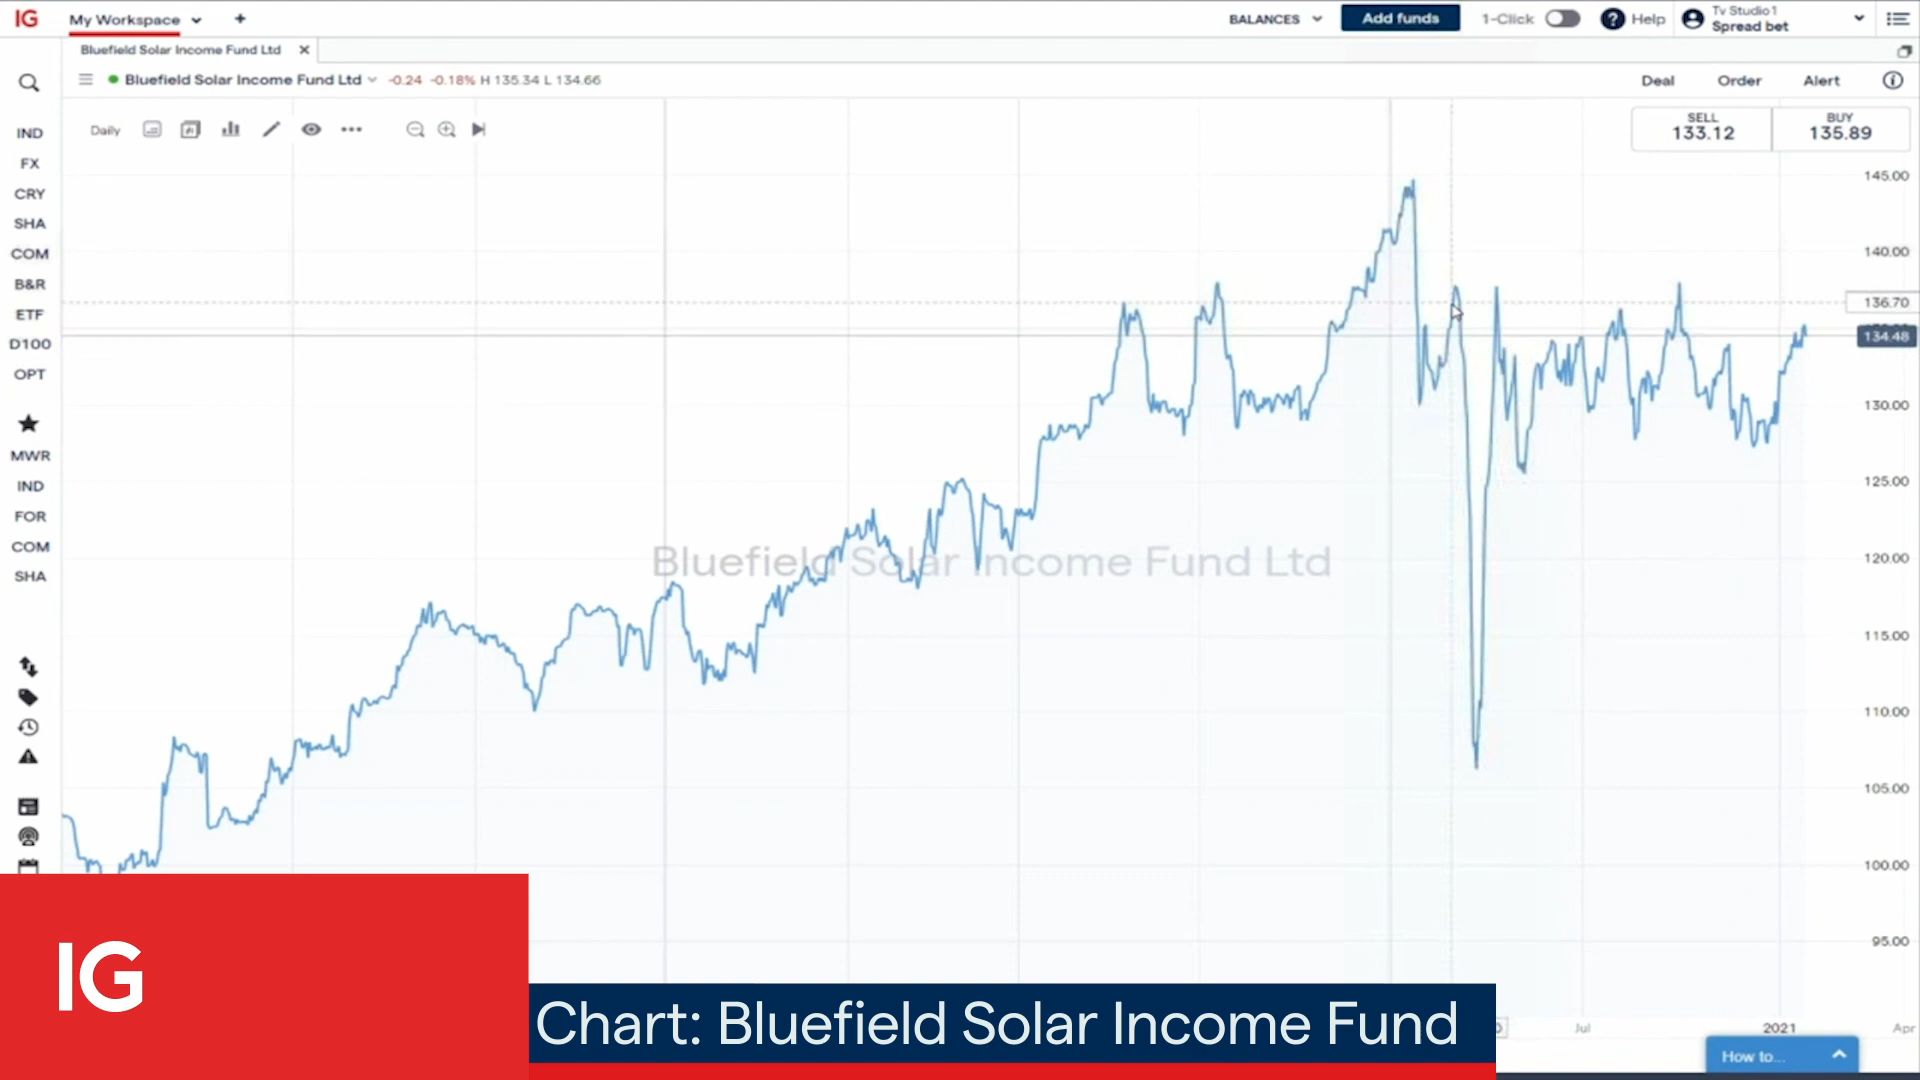 IG My Workspace + BALANCES Add funds 1-Click ? Help Tv Studio1
Spread bet
Bluefield Solar Income Fund Ltd ×
Bluefield Solar Income Fund Ltd -0.24 -0.18% H 135.34 L 134.66 Deal Order Alert
Daily
SELL BUY
133.12 135.89
IND
FX
CRY
SHA
COM
B&R
ETF
D100
OPT
MWR
IND
FOR
COM
SHA
145.00
140.00
136.70
134.48
130.00
125.00
120.00
115.00
110.00
105.00
100.00
95.00
Bluefield Solar Income Fund Ltd
Jul 2021 Apr
How to...
IG
Chart: Bluefield Solar Income Fund